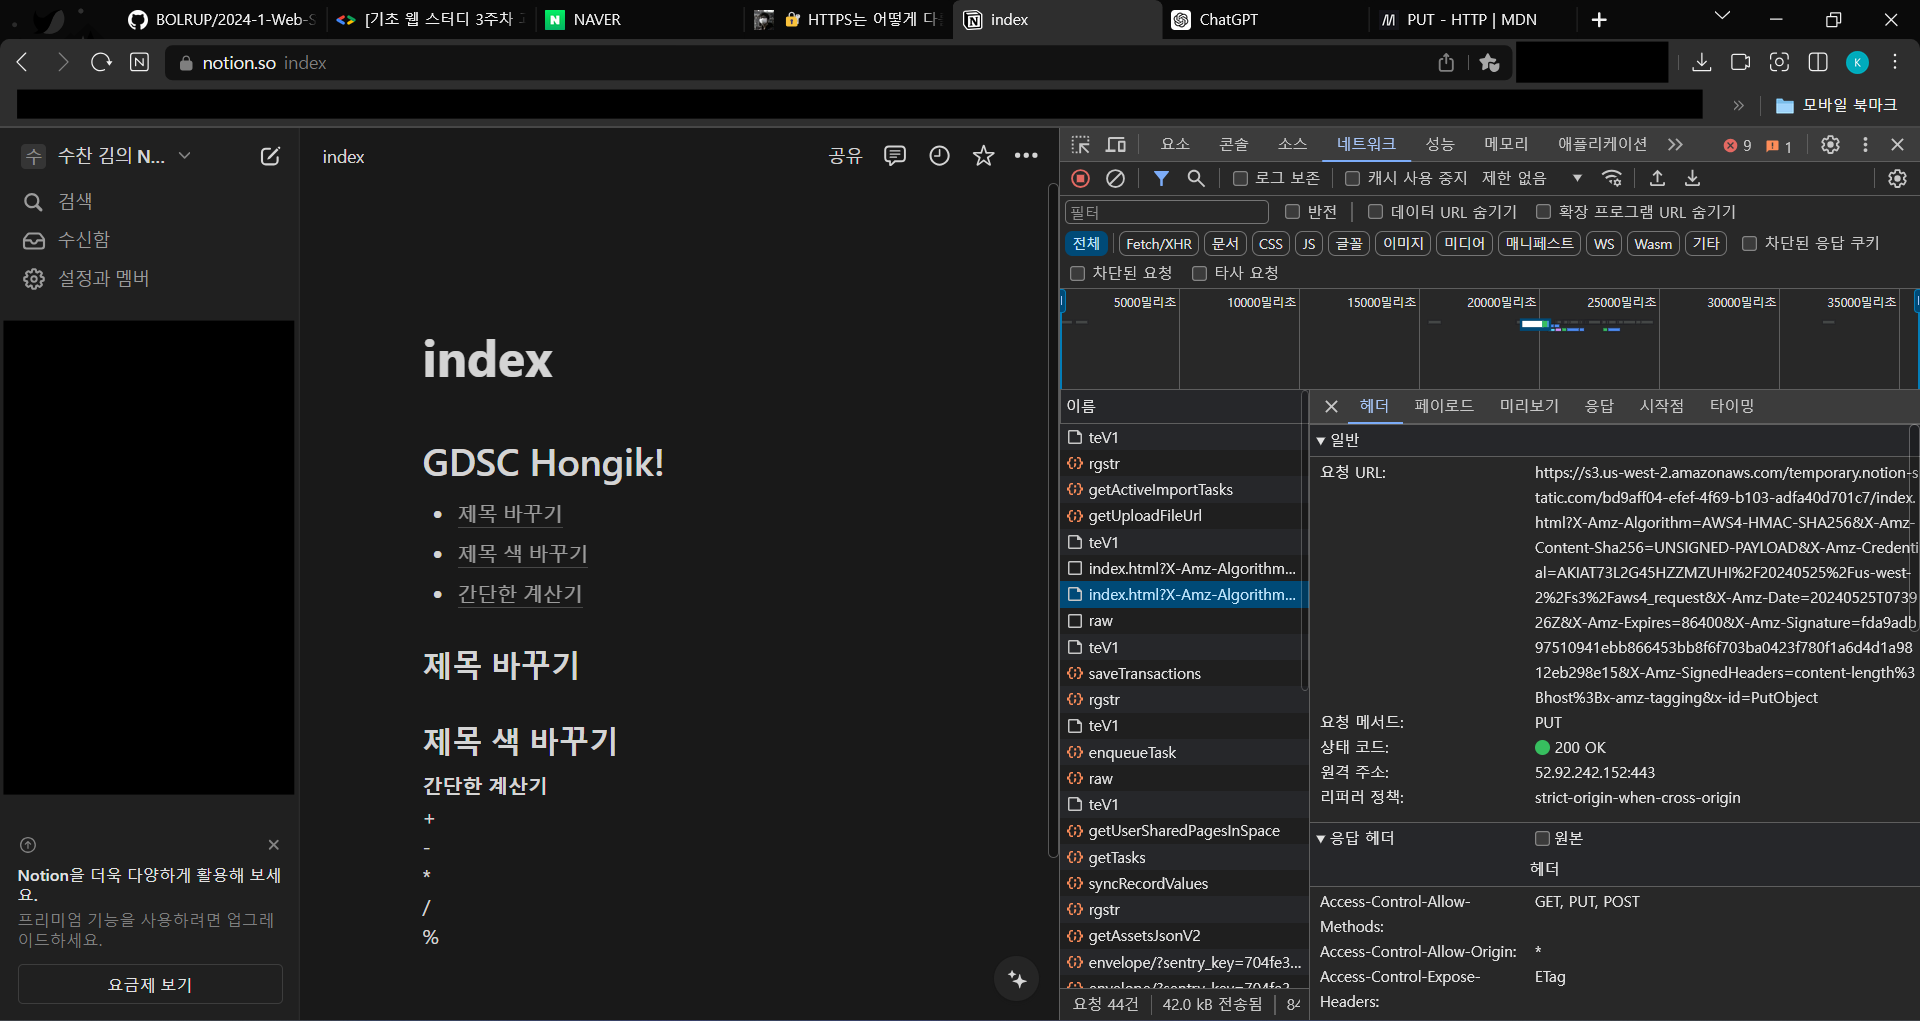 BOLRUP/2024-1-Web-S
[기초 웹 스터디 3주차 
NAVER
HTTPS는 어떻게 다
index
ChatGPT
PUT - HTTP | MDN
notion.so index
K
모바일 북마크
수 수찬 김의 N...
검색
수신함
설정과 멤버
Notion을 더욱 다양하게 활용해 보세
요.
프리미엄 기능을 사용하려면 업그레
이드하세요.
요금제 보기
index
공유
index
GDSC Hongik!
제목 바꾸기
제목 색 바꾸기
간단한 계산기
제목 바꾸기
제목 색 바꾸기
간단한 계산기
+
-
*
/
%
요소 콘솔 소스 네트워크 성능 메모리 애플리케이션 9 1
로그 보존 캐시 사용 중지 제한 없음
필터 반전 데이터 URL 숨기기 확장 프로그램 URL 숨기기
전체 Fetch/XHR 문서 CSS JS 글꼴 이미지 미디어 매니페스트 WS Wasm 기타 차단된 응답 쿠키
차단된 요청 타사 요청
5000밀리초 10000밀리초 15000밀리초 20000밀리초 25000밀리초 30000밀리초 35000밀리초
이름
teV1
rgstr
getActiveImportTasks
getUploadFileUrl
teV1
index.html?X-Amz-Algorithm...
index.html?X-Amz-Algorithm...
raw
teV1
saveTransactions
rgstr
teV1
enqueueTask
raw
teV1
getUserSharedPagesInSpace
getTasks
syncRecordValues
rgstr
getAssetsJsonV2
envelope/?sentry_key=704fe3...
요청 44건 42.0 kB 전송됨 84
헤더 페이로드 미리보기 응답 시작점 타이밍
일반
요청 URL: https://s3.us-west-2.amazonaws.com/temporary.notion-s
tatic.com/bd9aff04-efef-4f69-b103-adfa40d701c7/index.
html?X-Amz-Algorithm=AWS4-HMAC-SHA256&X-Amz-
Content-Sha256=UNSIGNED-PAYLOAD&X-Amz-Credenti
al=AKIAT73L2G45HZZMZUHI%2F20240525%2Fus-west-
2%2Fs3%2Faws4_request&X-Amz-Date=20240525T0739
26Z&X-Amz-Expires=86400&X-Amz-Signature=fda9adb
97510941ebb866453bb8f6f703ba0423f780f1a6d4d1a98
12eb298e15&X-Amz-SignedHeaders=content-length%3
Bhost%3Bx-amz-tagging&x-id=PutObject
요청 메서드: PUT
상태 코드: 200 OK
원격 주소: 52.92.242.152:443
리퍼러 정책: strict-origin-when-cross-origin
응답 헤더 원본
헤더
Access-Control-Allow- GET, PUT, POST
Methods:
Access-Control-Allow-Origin: *
Access-Control-Expose- ETag
Headers: